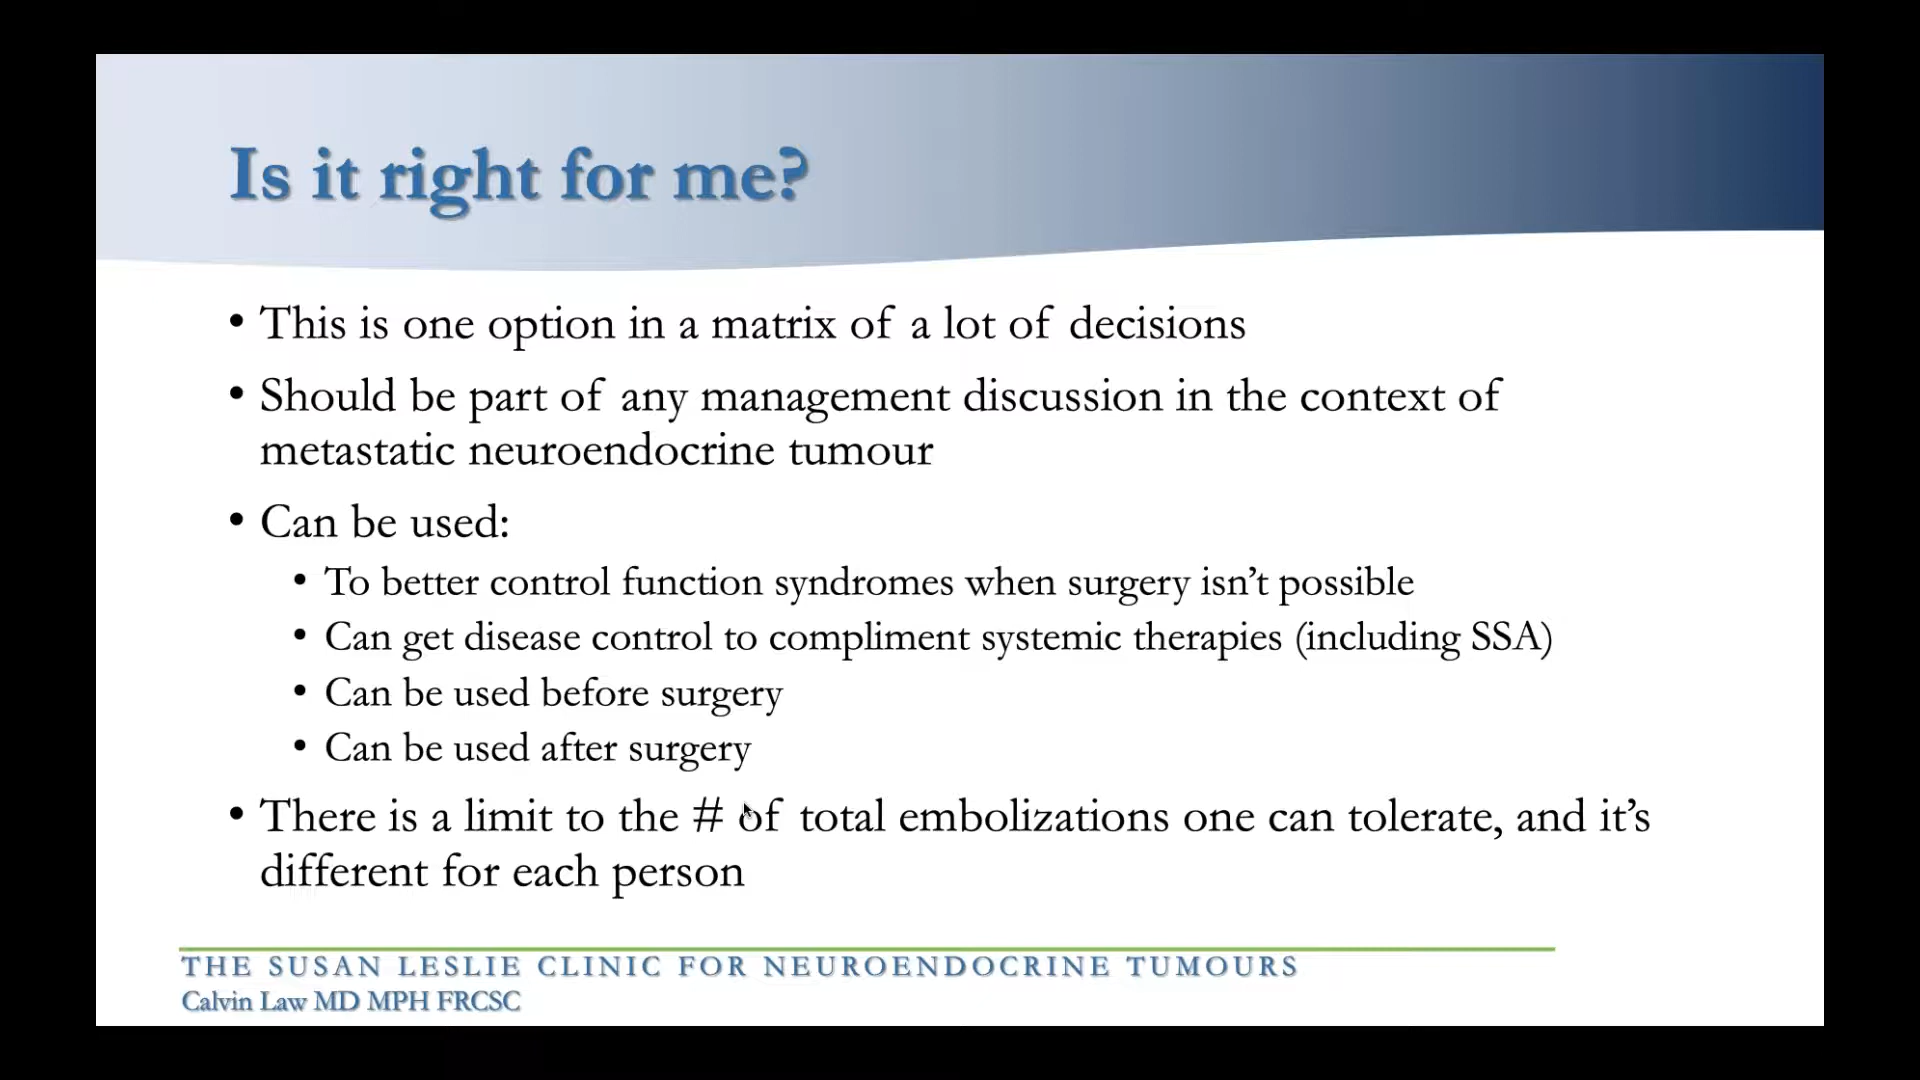 Is it right for me?
• This is one option in a matrix of a lot of decisions
• Should be part of any management discussion in the context of
metastatic neuroendocrine tumour
• Can be used:
• To better control function syndromes when surgery isn't possible
• Can get disease control to compliment systemic therapies (including SSA)
• Can be used before surgery
• Can be used after surgery
• There is a limit to the # of total embolizations one can tolerate, and it's
different for each person
THE SUSAN LESLIE CLINIC FOR NEUROENDOCRINE TUMOURS
Calvin Law MD MPH FRCSC